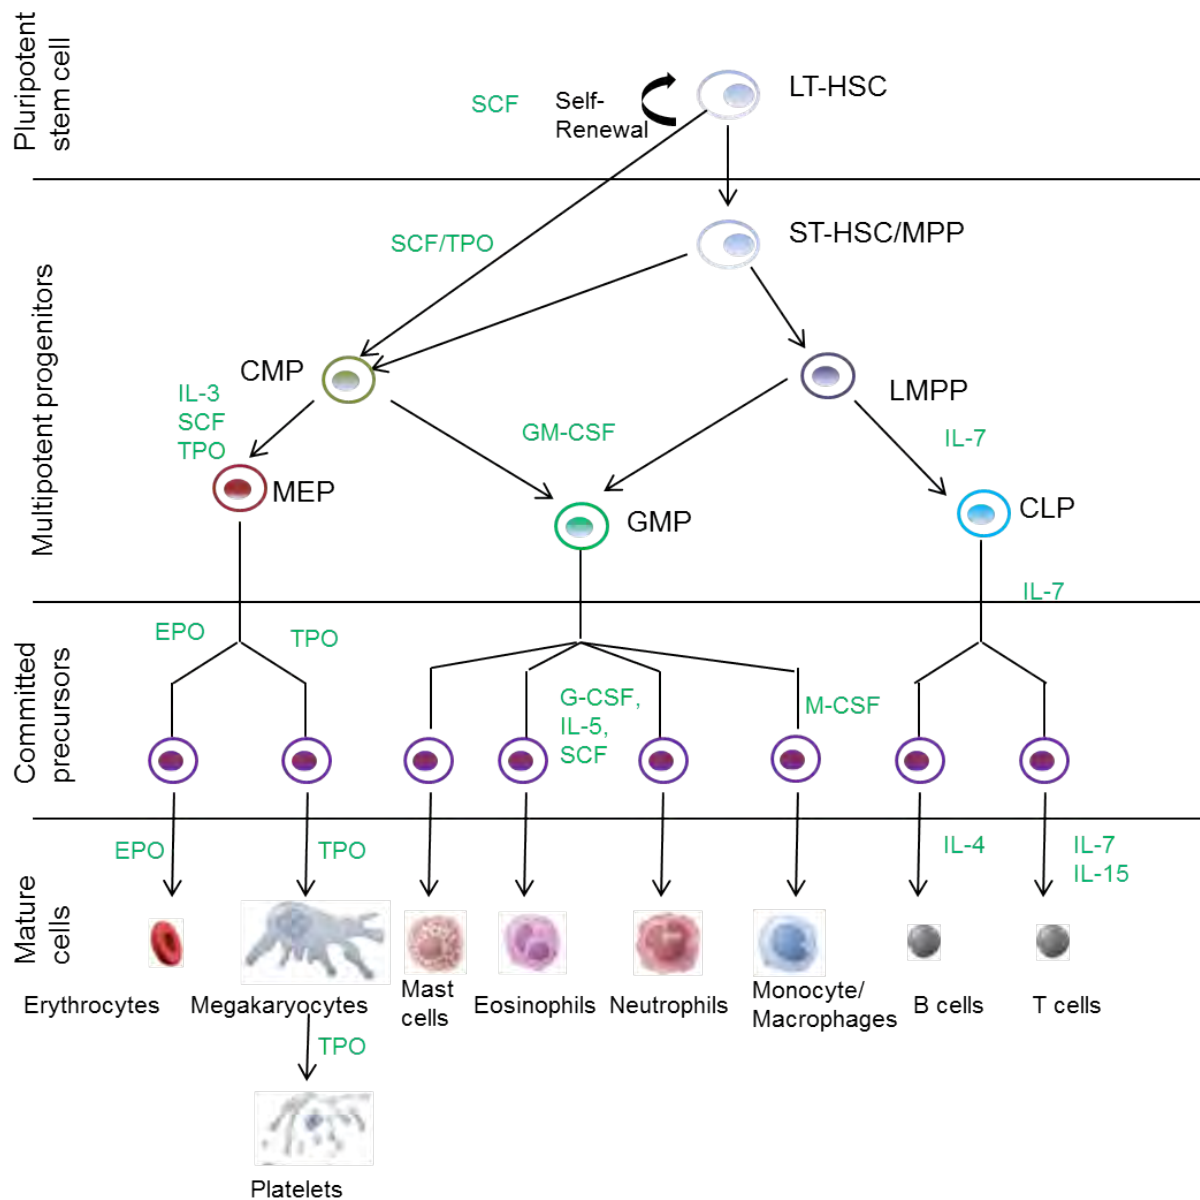 Pluripotent
stem cell
SCF
Self-
Renewal
LT-HSC
Multipotent progenitors
SCF/TPO
ST-HSC/MPP
CMP
LMPP
IL-3
SCF
TPO
GM-CSF
IL-7
MEP
GMP
CLP
IL-7
Committed
precursors
EPO
TPO
G-CSF,
IL-5,
SCF
M-CSF
Mature
cells
EPO
TPO
IL-4
IL-7
IL-15
Erythrocytes
Megakaryocytes
Mast
cells
Eosinophils
Neutrophils
Monocyte/
Macrophages
B cells
T cells
TPO
Platelets